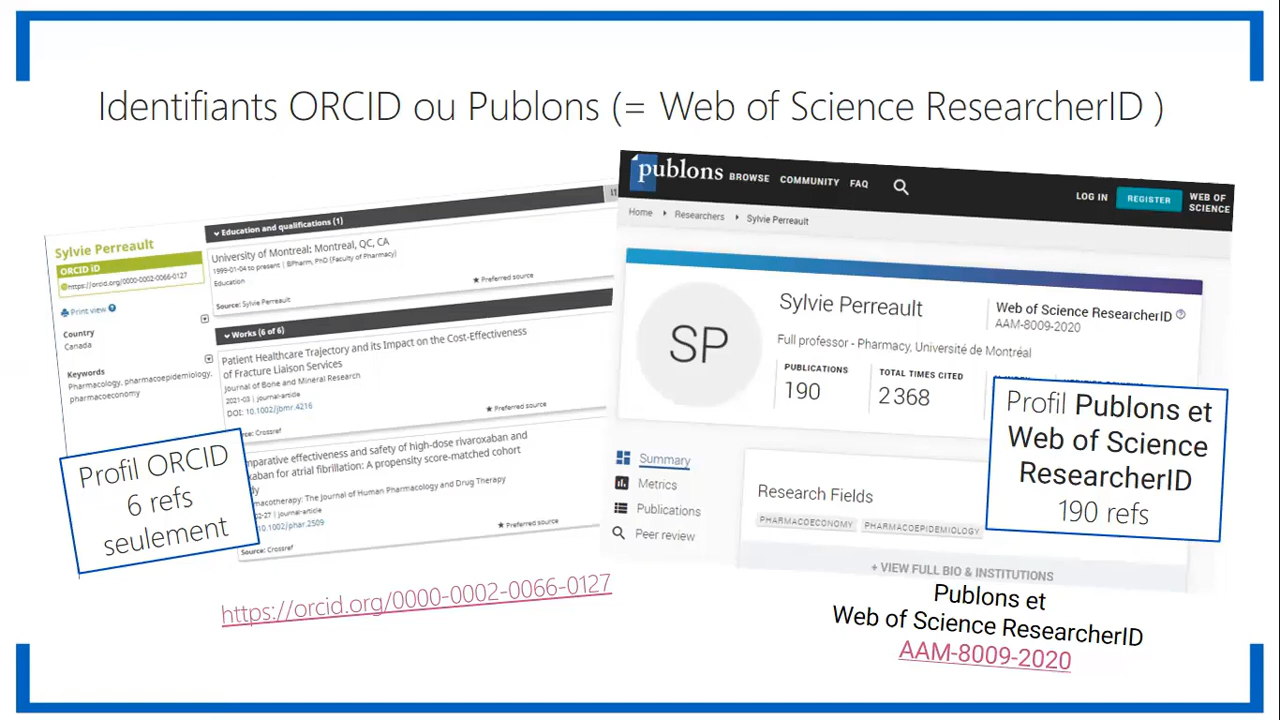 Identifiants ORCID ou Publons (= Web of Science ResearcherID )
Sylvie Perreault
ORCID iD
https://orcid.org/0000-0002-0066-0127
Print view
Country
Canada
Keywords
Pharmacology, pharmacoepidemiology,
pharmacoeconomy
Education and qualifications (1)
University of Montreal: Montreal, QC, CA
1999-01-04 to present | BPharm, PhD (Faculty of Pharmacy)
Education
Source: Sylvie Perreault
★ Preferred source
Works (6 of 6)
Patient Healthcare Trajectory and its Impact on the Cost-Effectiveness
of Fracture Liaison Services
Journal of Bone and Mineral Research
2021-03 | journal-article
DOI: 10.1002/jbmr.4216
Source: Crossref
★ Preferred source
mparative effectiveness and safety of high-dose rivaroxaban and
xaban for atrial fibrillation: A propensity score-matched cohort
dy
macotherapy: The Journal of Human Pharmacology and Drug Therapy
02-27 | journal-article
10.1002/phar.2509
Source: Crossref
★ Preferred source
Profil ORCID
6 refs
seulement
https://orcid.org/0000-0002-0066-0127
publons BROWSE COMMUNITY FAQ
LOG IN REGISTER WEB OF
SCIENCE
Home Researchers Sylvie Perreault
SP
Sylvie Perreault
Full professor - Pharmacy, Université de Montréal
Web of Science ResearcherID
AAM-8009-2020
PUBLICATIONS
190
TOTAL TIMES CITED
2 368
Summary
Metrics
Publications
Peer review
Research Fields
PHARMACOECONOMY PHARMACOEPIDEMIOLOGY
+ VIEW FULL BIO & INSTITUTIONS
Profil Publons et
Web of Science
ResearcherID
190 refs
Publons et
Web of Science ResearcherID
AAM-8009-2020